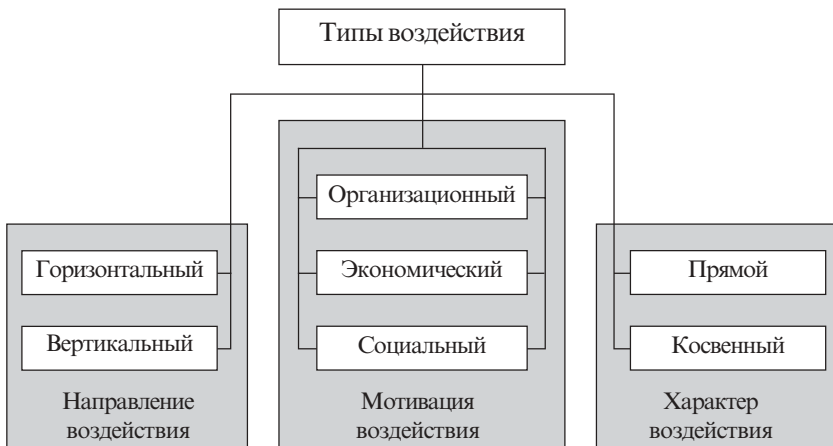 Типы воздействия
Организационный
Горизонтальный
Экономический
Прямой
Вертикальный
Социальный
Косвенный
Направление
воздействия
Мотивация
воздействия
Характер
воздействия